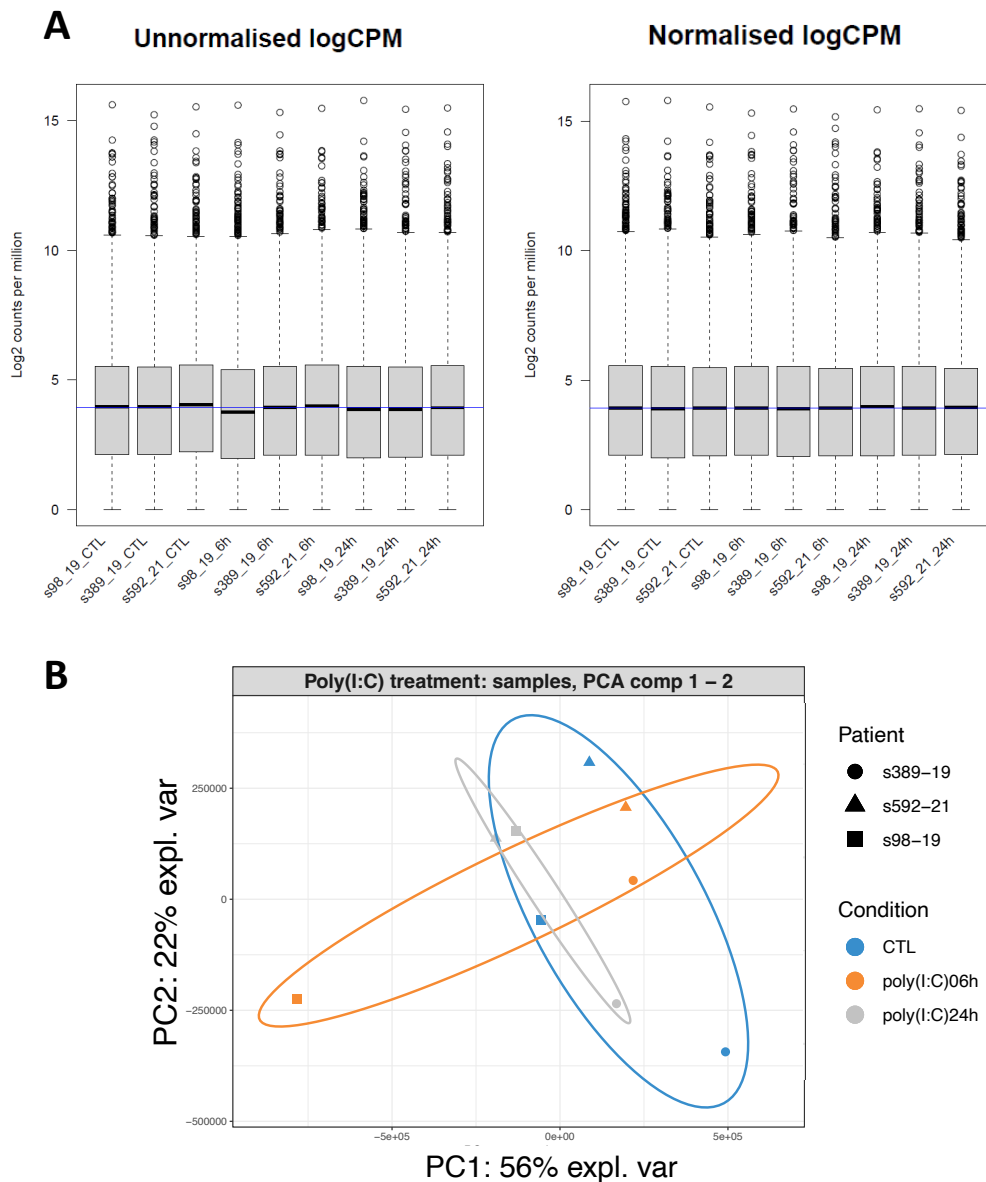 A
Unnormalised logCPM
Normalised logCPM
Log2 counts per million
15
10
5
0
s98_19_CTL
s389_19_CTL
s592_21_CTL
s98_19_6h
s389_19_6h
s592_21_6h
s98_19_24h
s389_19_24h
s592_21_24h
Log2 counts per million
15
10
5
0
s98_19_CTL
s389_19_CTL
s592_21_CTL
s98_19_6h
s389_19_6h
s592_21_6h
s98_19_24h
s389_19_24h
s592_21_24h
B
Poly(I:C) treatment: samples, PCA comp 1 – 2
PC2: 22% expl. var
250000
0
−250000
−500000
−5e+05
0e+00
5e+05
PC1: 56% expl. var
Patient
s389−19
s592−21
s98−19
Condition
CTL
poly(I:C)06h
poly(I:C)24h